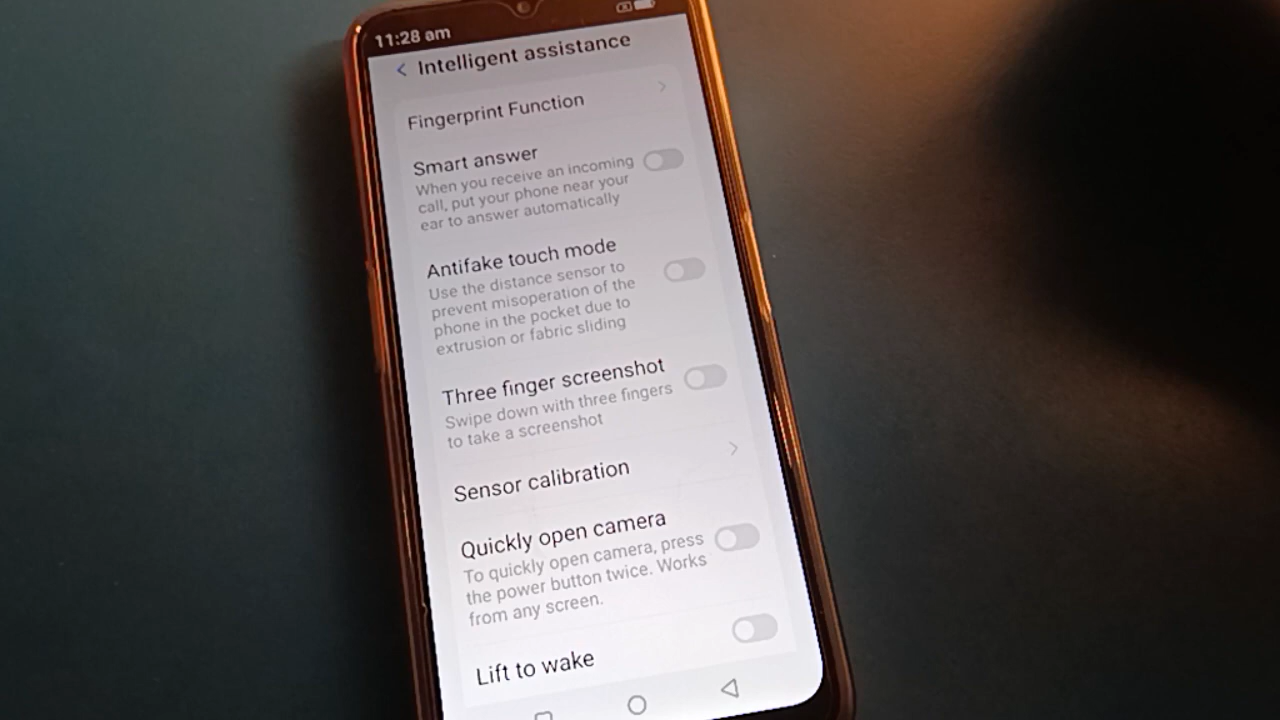 11:28 am
Intelligent assistance
Fingerprint Function
Smart answer
When you receive an incoming
call, put your phone near your
ear to answer automatically
Antifake touch mode
Use the distance sensor to
prevent misoperation of the
phone in the pocket due to
extrusion or fabric sliding
Three finger screenshot
Swipe down with three fingers
to take a screenshot
Sensor calibration
Quickly open camera
To quickly open camera, press
the power button twice. Works
from any screen.
Lift to wake